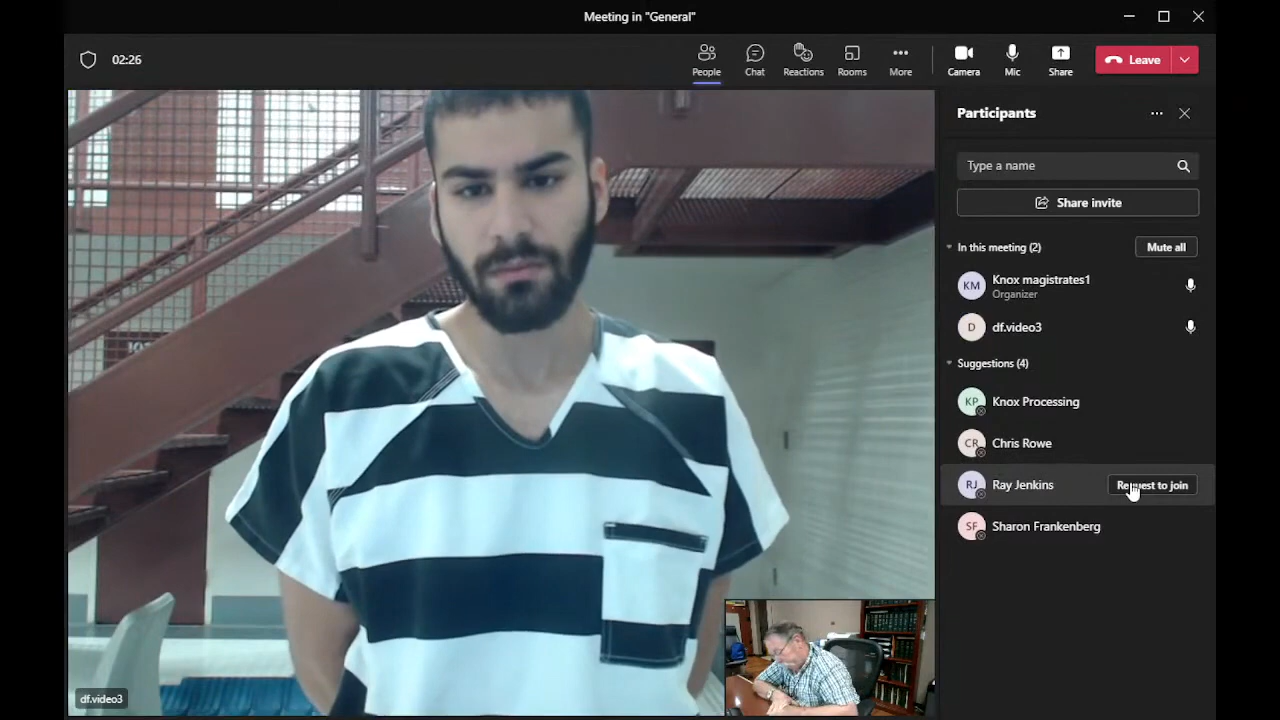 Meeting in "General"
02:26
People
Chat
Reactions
Rooms
More
Camera
Mic
Share
Leave
Participants
Type a name
Share invite
In this meeting (2)
Mute all
KM
Knox magistrates1
Organizer
D
df.video3
Suggestions (4)
KP
Knox Processing
CR
Chris Rowe
RJ
Ray Jenkins
Request to join
SF
Sharon Frankenberg
df.video3